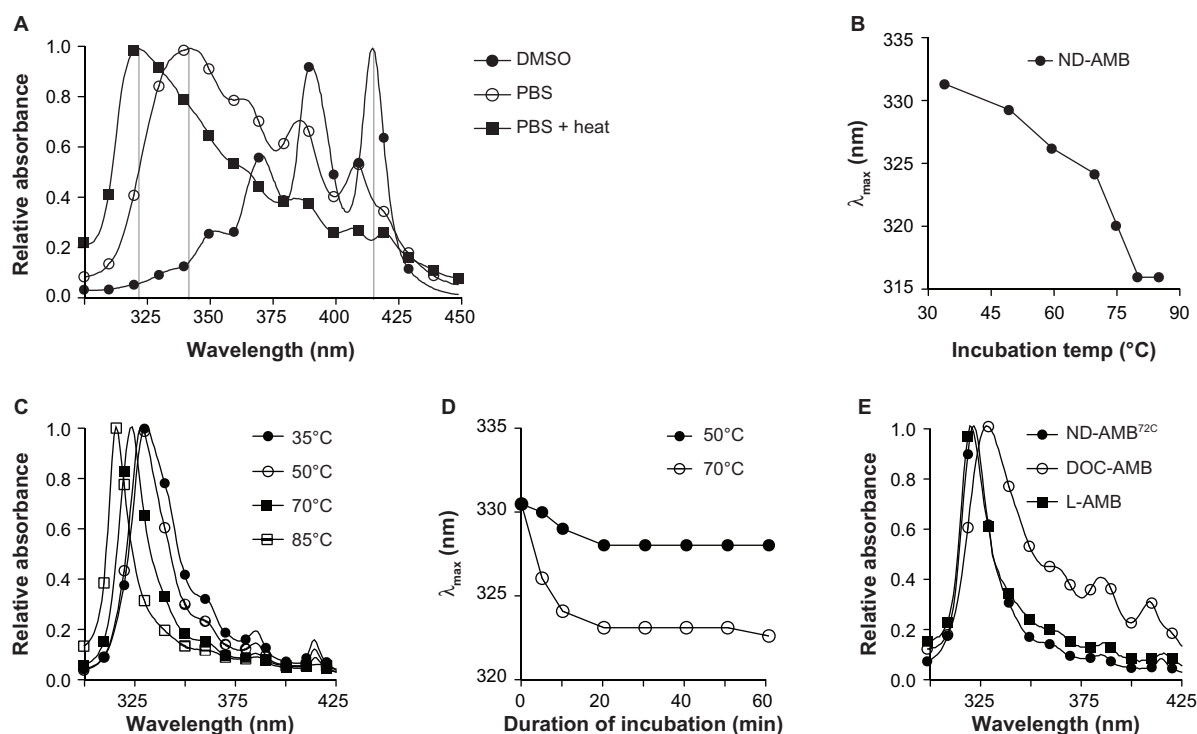 A
Relative absorbance
1.0
0.8
0.6
0.4
0.2
0.0
325
350
375
400
425
450
Wavelength (nm)
DMSO
PBS
PBS + heat
B
λmax (nm)
335
330
325
320
315
30
45
60
75
90
Incubation temp (°C)
ND-AMB
C
Relative absorbance
1.0
0.8
0.6
0.4
0.2
0.0
325
375
425
Wavelength (nm)
35°C
50°C
70°C
85°C
D
λmax (nm)
335
330
325
320
0
10
20
30
40
50
60
Duration of incubation (min)
50°C
70°C
E
Relative absorbance
1.0
0.8
0.6
0.4
0.2
0.0
325
375
425
Wavelength (nm)
ND-AMB72C
DOC-AMB
L-AMB